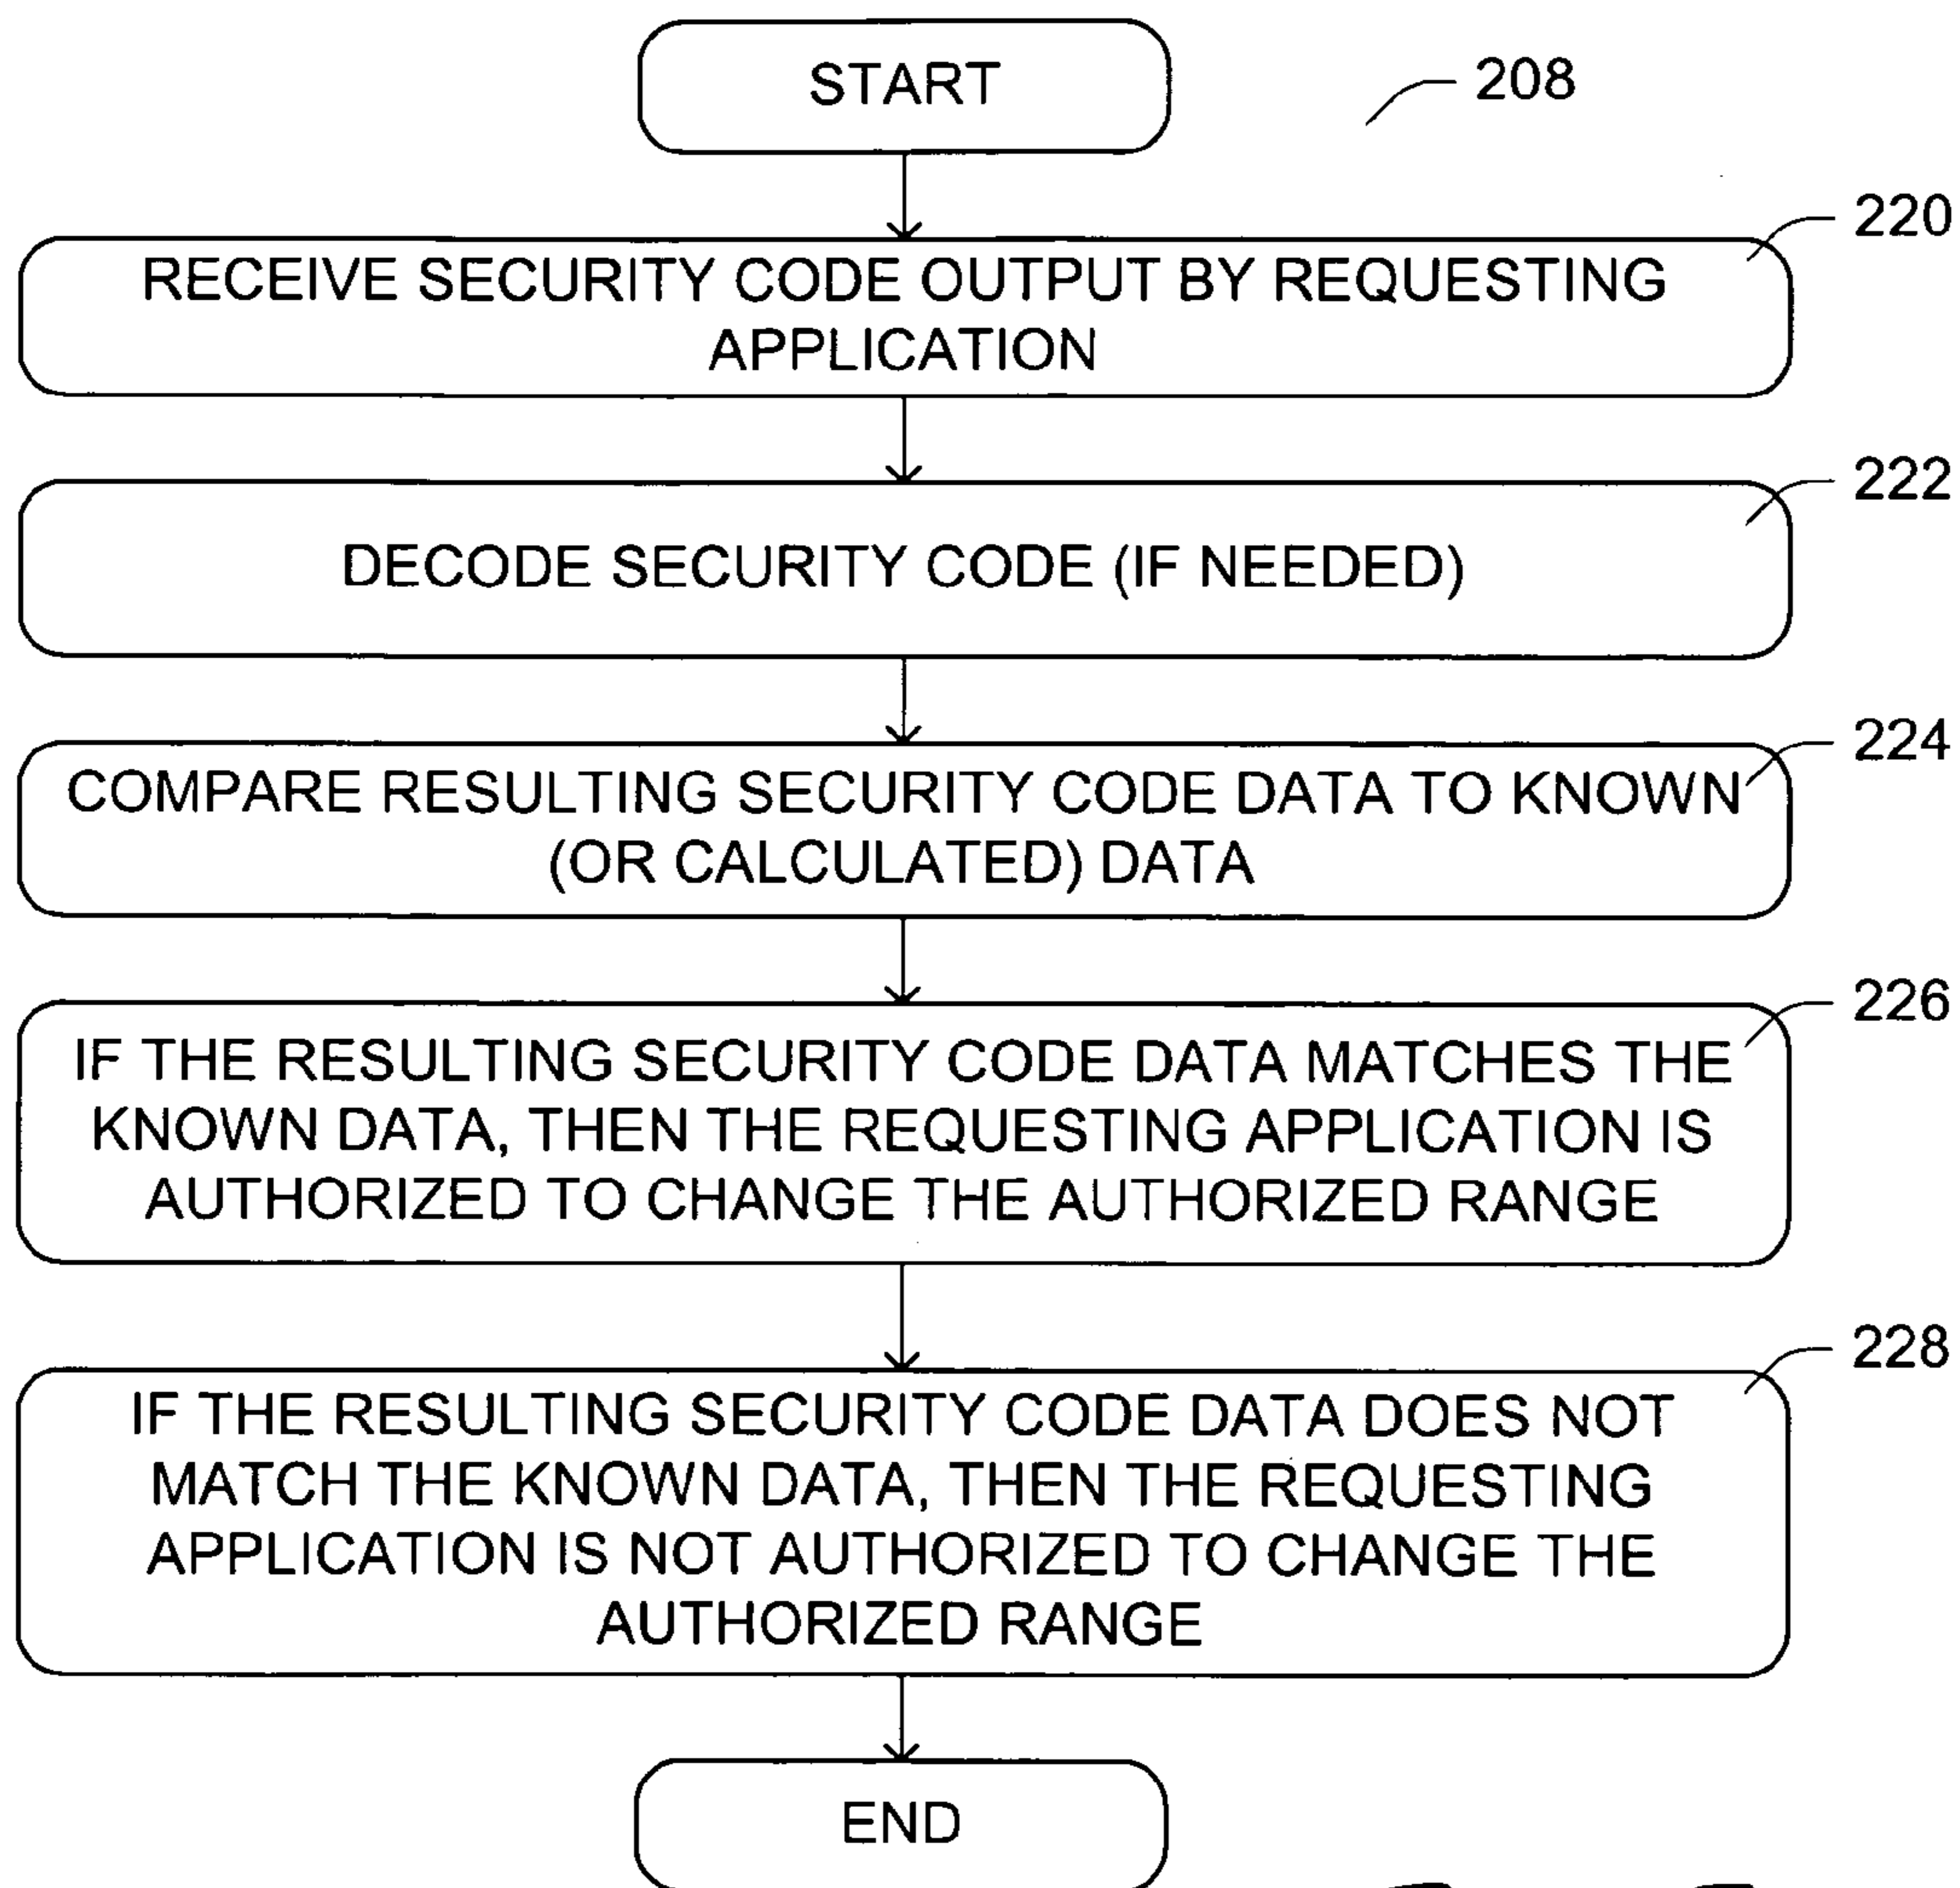 START
208
220
RECEIVE SECURITY CODE OUTPUT BY REQUESTING
APPLICATION
222
DECODE SECURITY CODE (IF NEEDED)
224
COMPARE RESULTING SECURITY CODE DATA TO KNOWN
(OR CALCULATED) DATA
226
IF THE RESULTING SECURITY CODE DATA MATCHES THE
KNOWN DATA, THEN THE REQUESTING APPLICATION IS
AUTHORIZED TO CHANGE THE AUTHORIZED RANGE
228
IF THE RESULTING SECURITY CODE DATA DOES NOT
MATCH THE KNOWN DATA, THEN THE REQUESTING
APPLICATION IS NOT AUTHORIZED TO CHANGE THE
AUTHORIZED RANGE
END